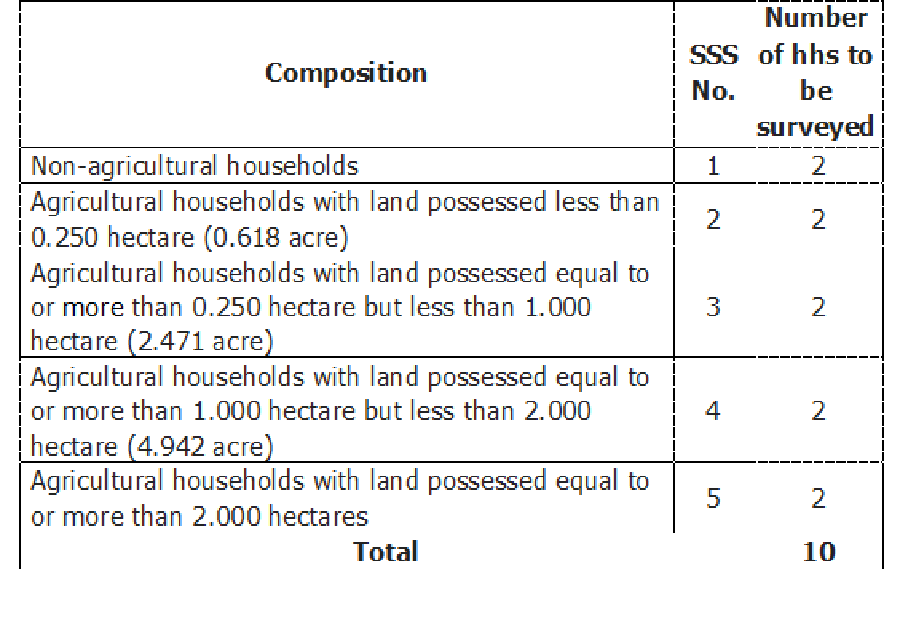 Composition
SSS
No.
Number
of hhs to
be
surveyed
Non-agricultural households
1
2
Agricultural households with land possessed less than
0.250 hectare (0.618 acre)
2
2
Agricultural households with land possessed equal to
or more than 0.250 hectare but less than 1.000
hectare (2.471 acre)
3
2
Agricultural households with land possessed equal to
or more than 1.000 hectare but less than 2.000
hectare (4.942 acre)
4
2
Agricultural households with land possessed equal to
or more than 2.000 hectares
5
2
Total
10